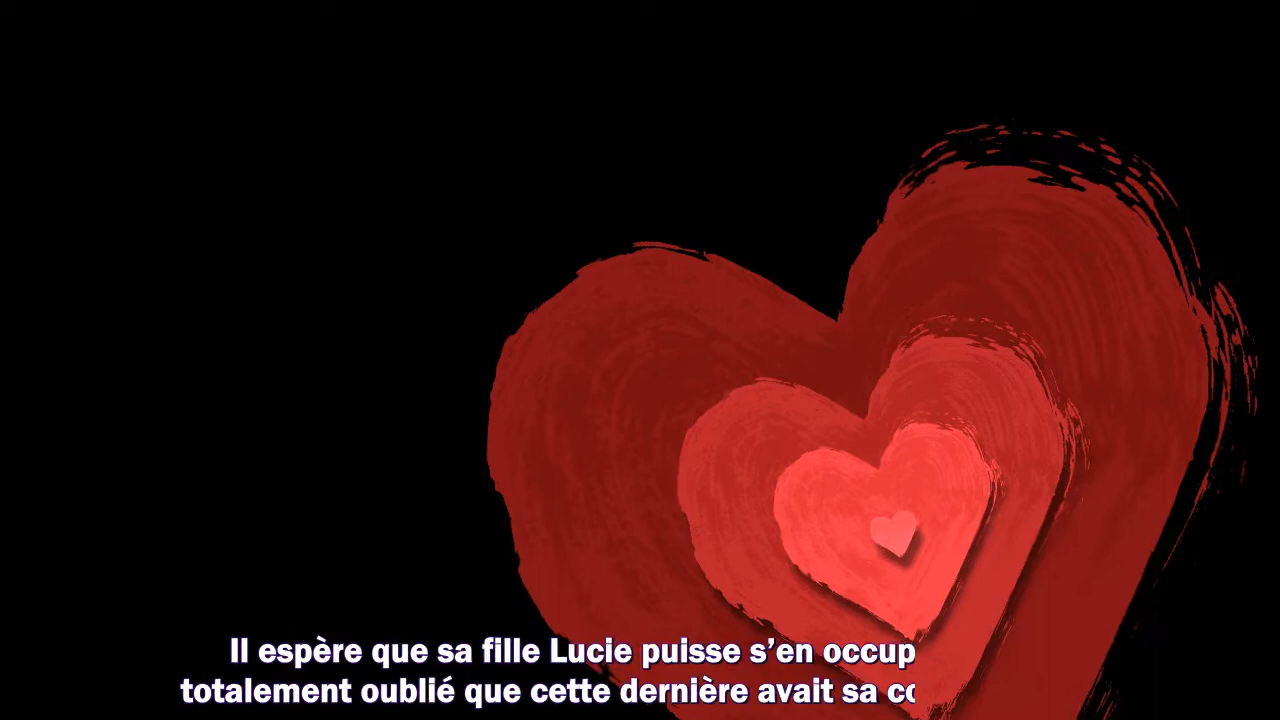 Il espère que sa fille Lucie puisse s’en occup
totalement oublié que cette dernière avait sa